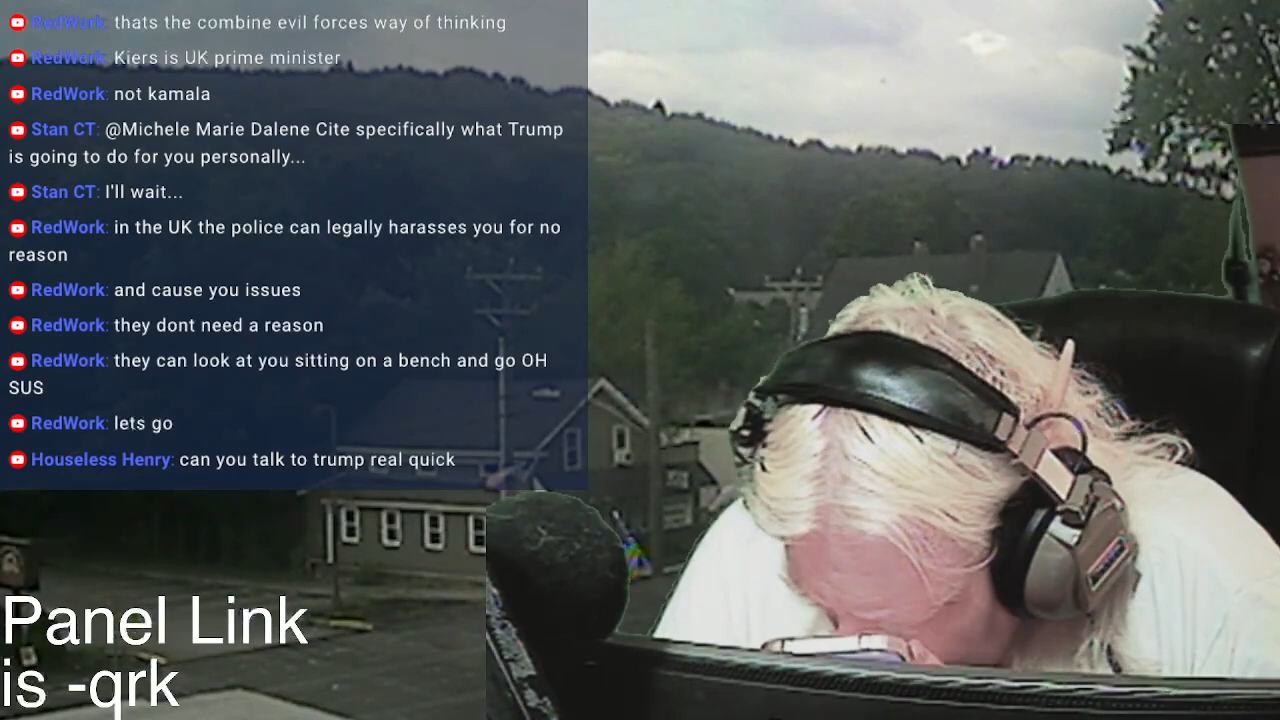 RedWork: thats the combine evil forces way of thinking
RedWork: Kiers is UK prime minister
RedWork: not kamala
Stan CT: @Michele Marie Dalene Cite specifically what Trump
is going to do for you personally...
Stan CT: I'll wait...
RedWork: in the UK the police can legally harasses you for no
reason
RedWork: and cause you issues
RedWork: they dont need a reason
RedWork: they can look at you sitting on a bench and go OH
SUS
RedWork: lets go
Houseless Henry: can you talk to trump real quick
Panel Link
is -qrk